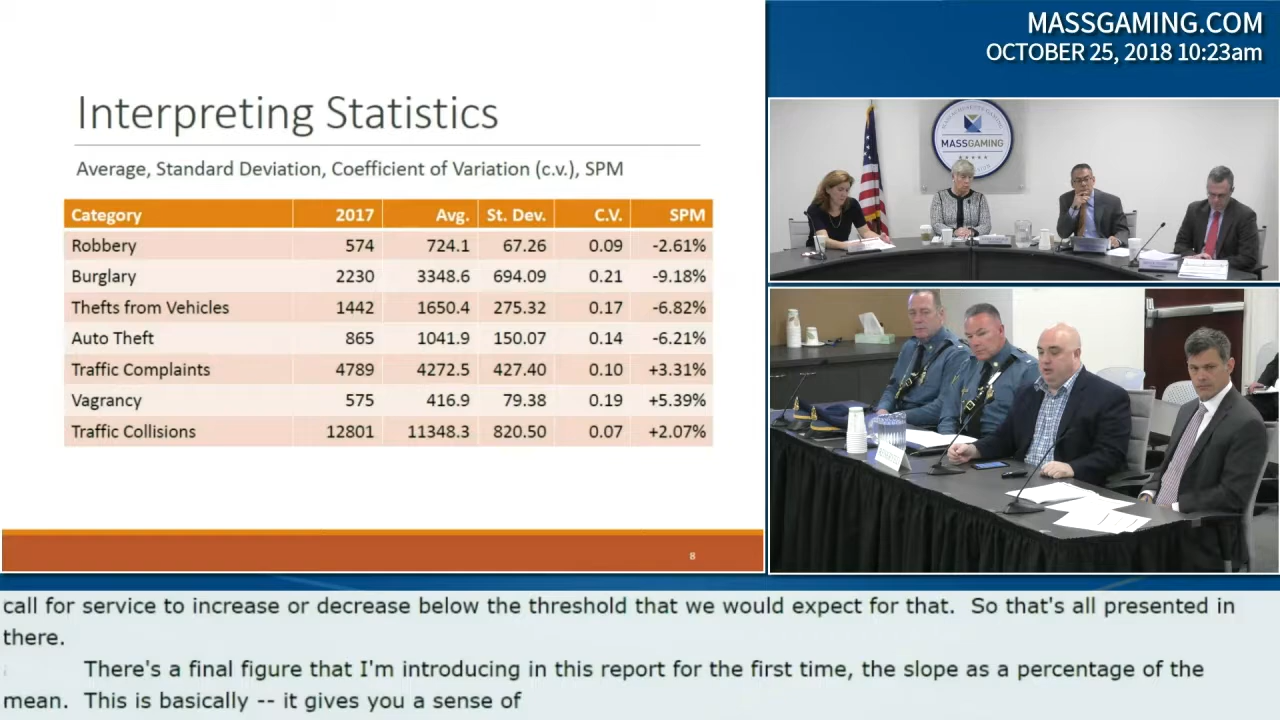 MASSGAMING.COM
OCTOBER 25, 2018 10:23am
Interpreting Statistics
Average, Standard Deviation, Coefficient of Variation (c.v.), SPM
Category 2017 Avg. St. Dev. C.V. SPM
Robbery 574 724.1 67.26 0.09 -2.61%
Burglary 2230 3348.6 694.09 0.21 -9.18%
Thefts from Vehicles 1442 1650.4 275.32 0.17 -6.82%
Auto Theft 865 1041.9 150.07 0.14 -6.21%
Traffic Complaints 4789 4272.5 427.40 0.10 +3.31%
Vagrancy 575 416.9 79.38 0.19 +5.39%
Traffic Collisions 12801 11348.3 820.50 0.07 +2.07%
8
MASSGAMING
call for service to increase or decrease below the threshold that we would expect for that. So that's all presented in
there.
There's a final figure that I'm introducing in this report for the first time, the slope as a percentage of the
mean. This is basically -- it gives you a sense of